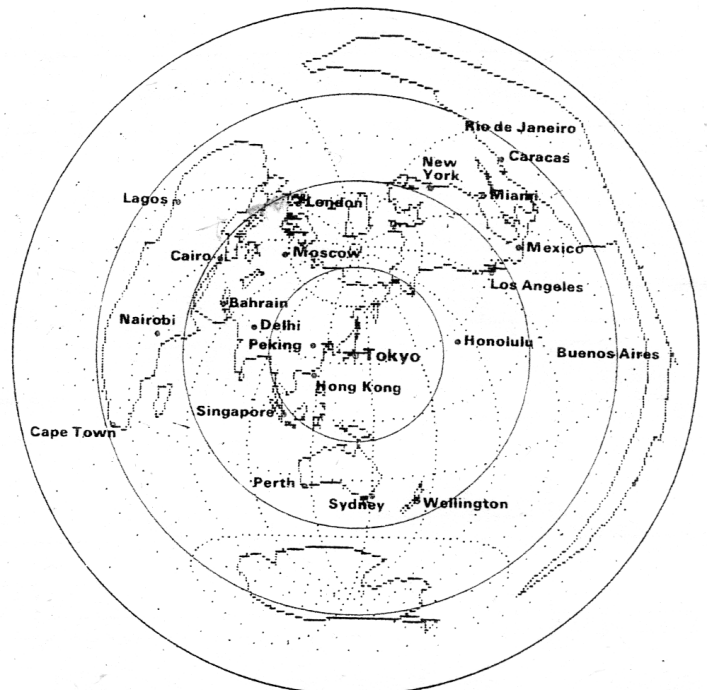 Rio de Janeiro
Caracas
New
York
Miami
Lagos
London
Mexico
Cairo
Moscow
Los Angeles
Bahrain
Nairobi
Delhi
Peking
Tokyo
Honolulu
Buenos Aires
Hong Kong
Singapore
Cape Town
Perth
Sydney
Wellington